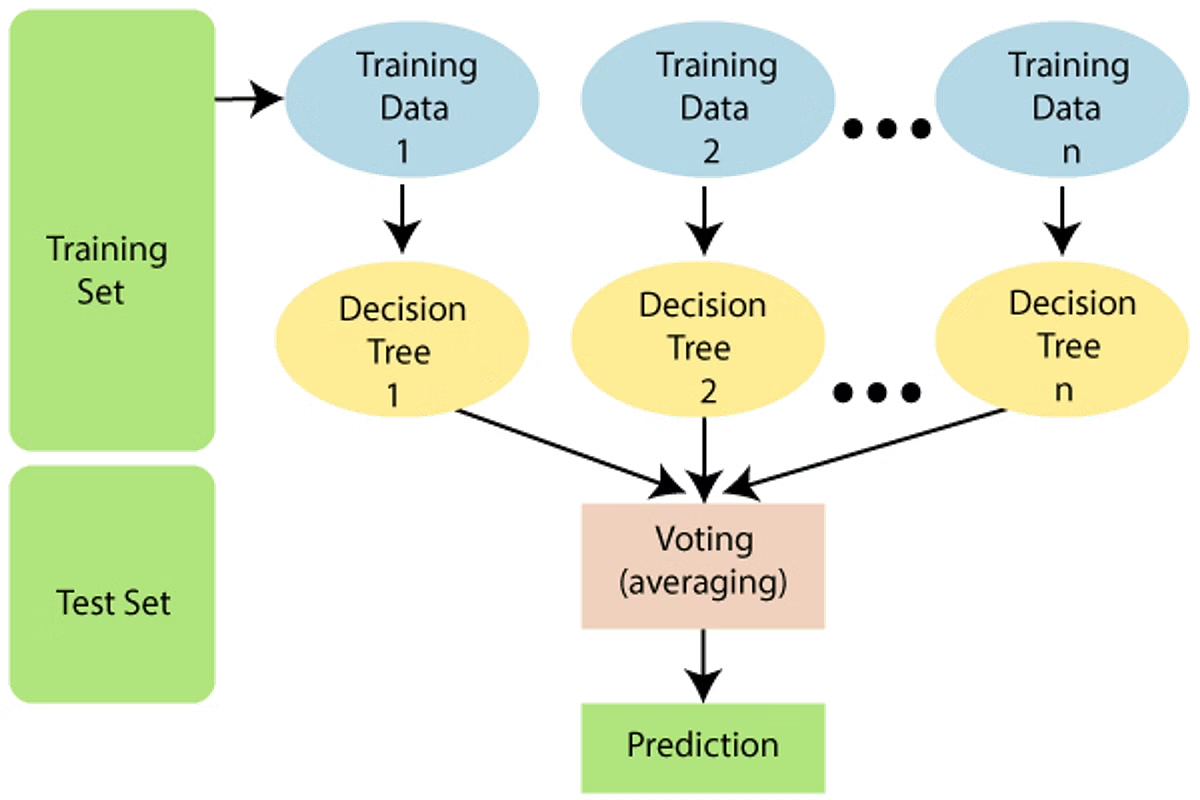 Training
Set
Training
Data
1
Training
Data
2
Training
Data
n
Decision
Tree
1
Decision
Tree
2
Decision
Tree
n
Voting
(averaging)
Test Set
Prediction